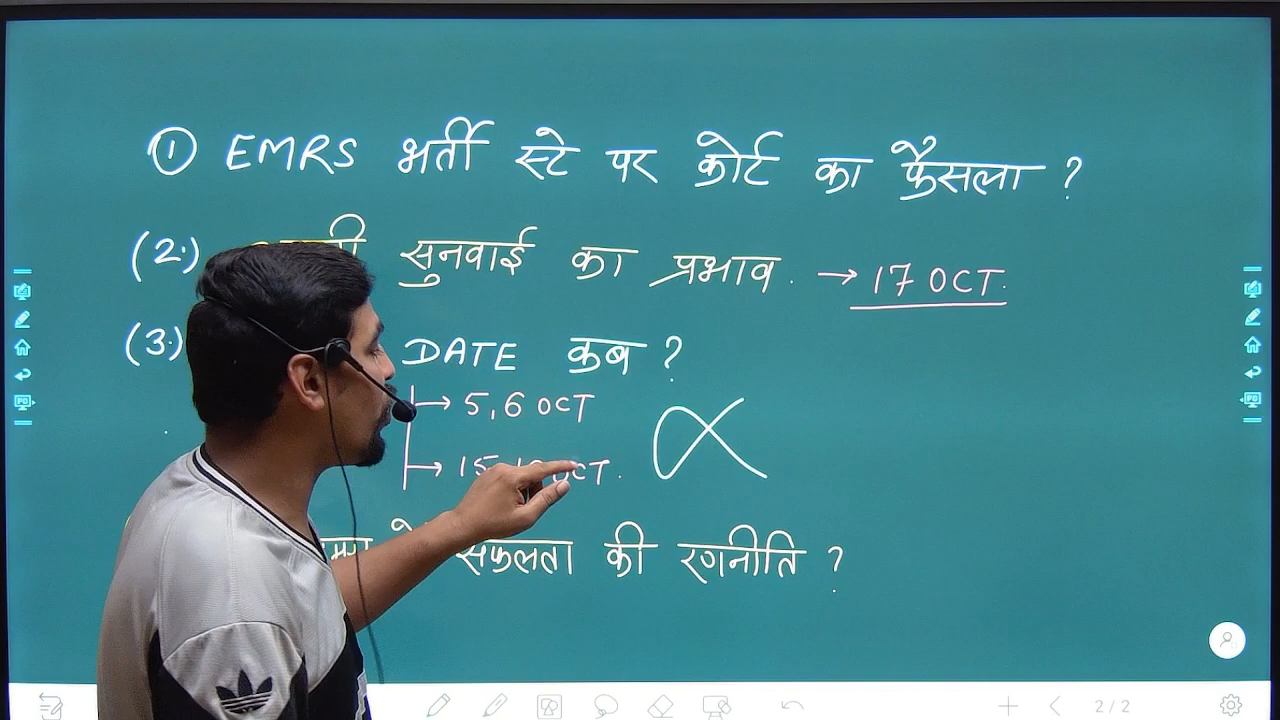 ① EMRS भर्ती स्टे पर कोर्ट का फैसला ?
(2.) सुनवाई का प्रभाव. → 17 OCT.
(3.) DATE कब ?
→ 5,6 OCT
→ OCT.
सफलता की रणनीति ?
2/2